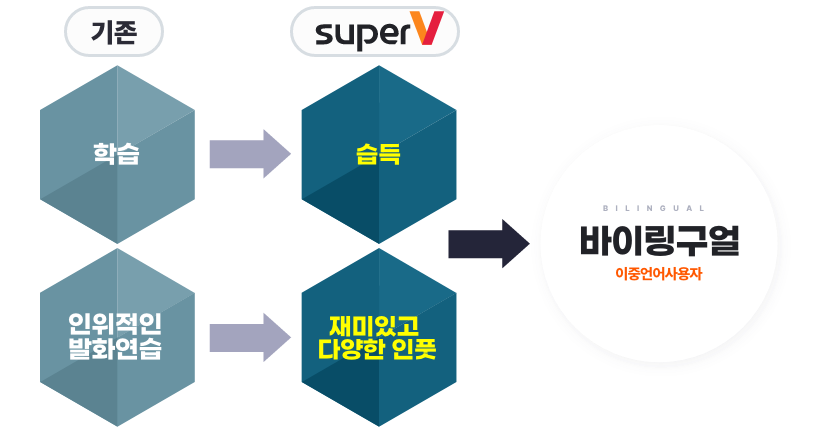 기존
superV
학습
습득
인위적인
발화연습
재미있고
다양한 인풋
BILINGUAL
바이링구얼
이중언어사용자